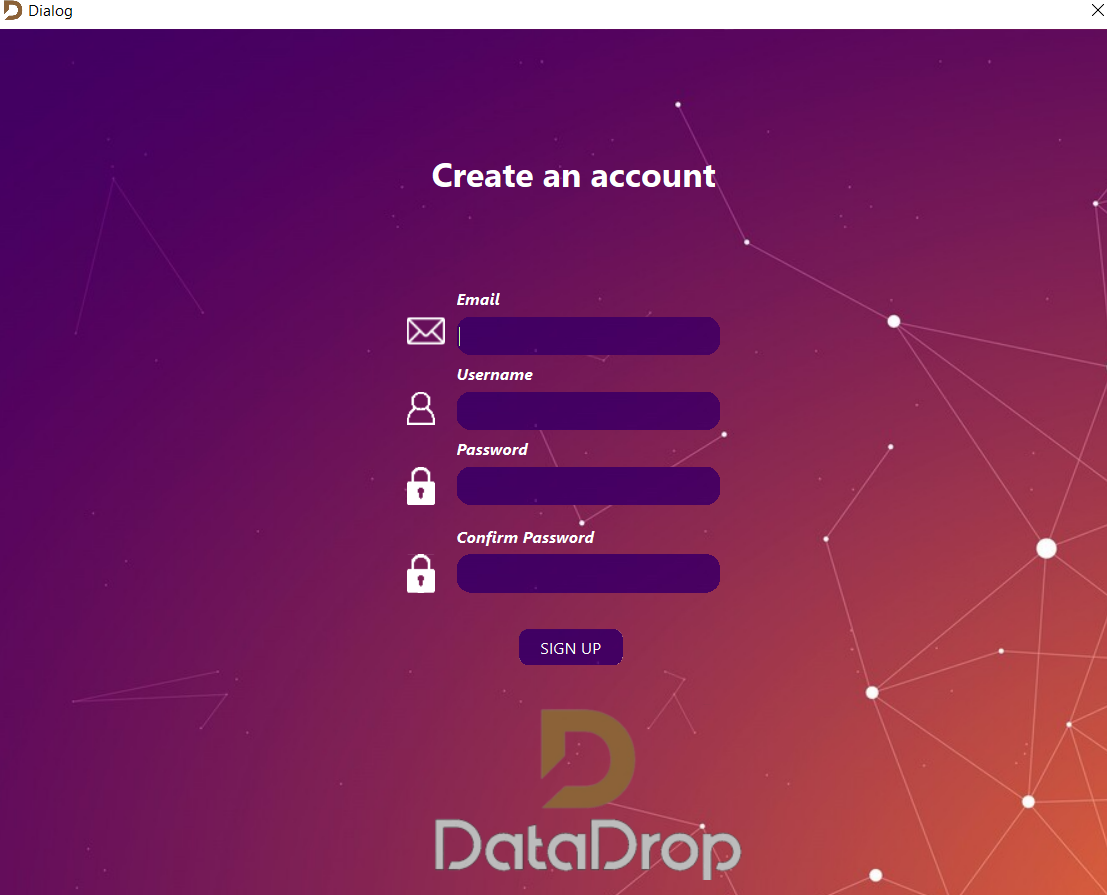 Dialog
Create an account
Email
Username
Password
Confirm Password
SIGN UP
DataDrop